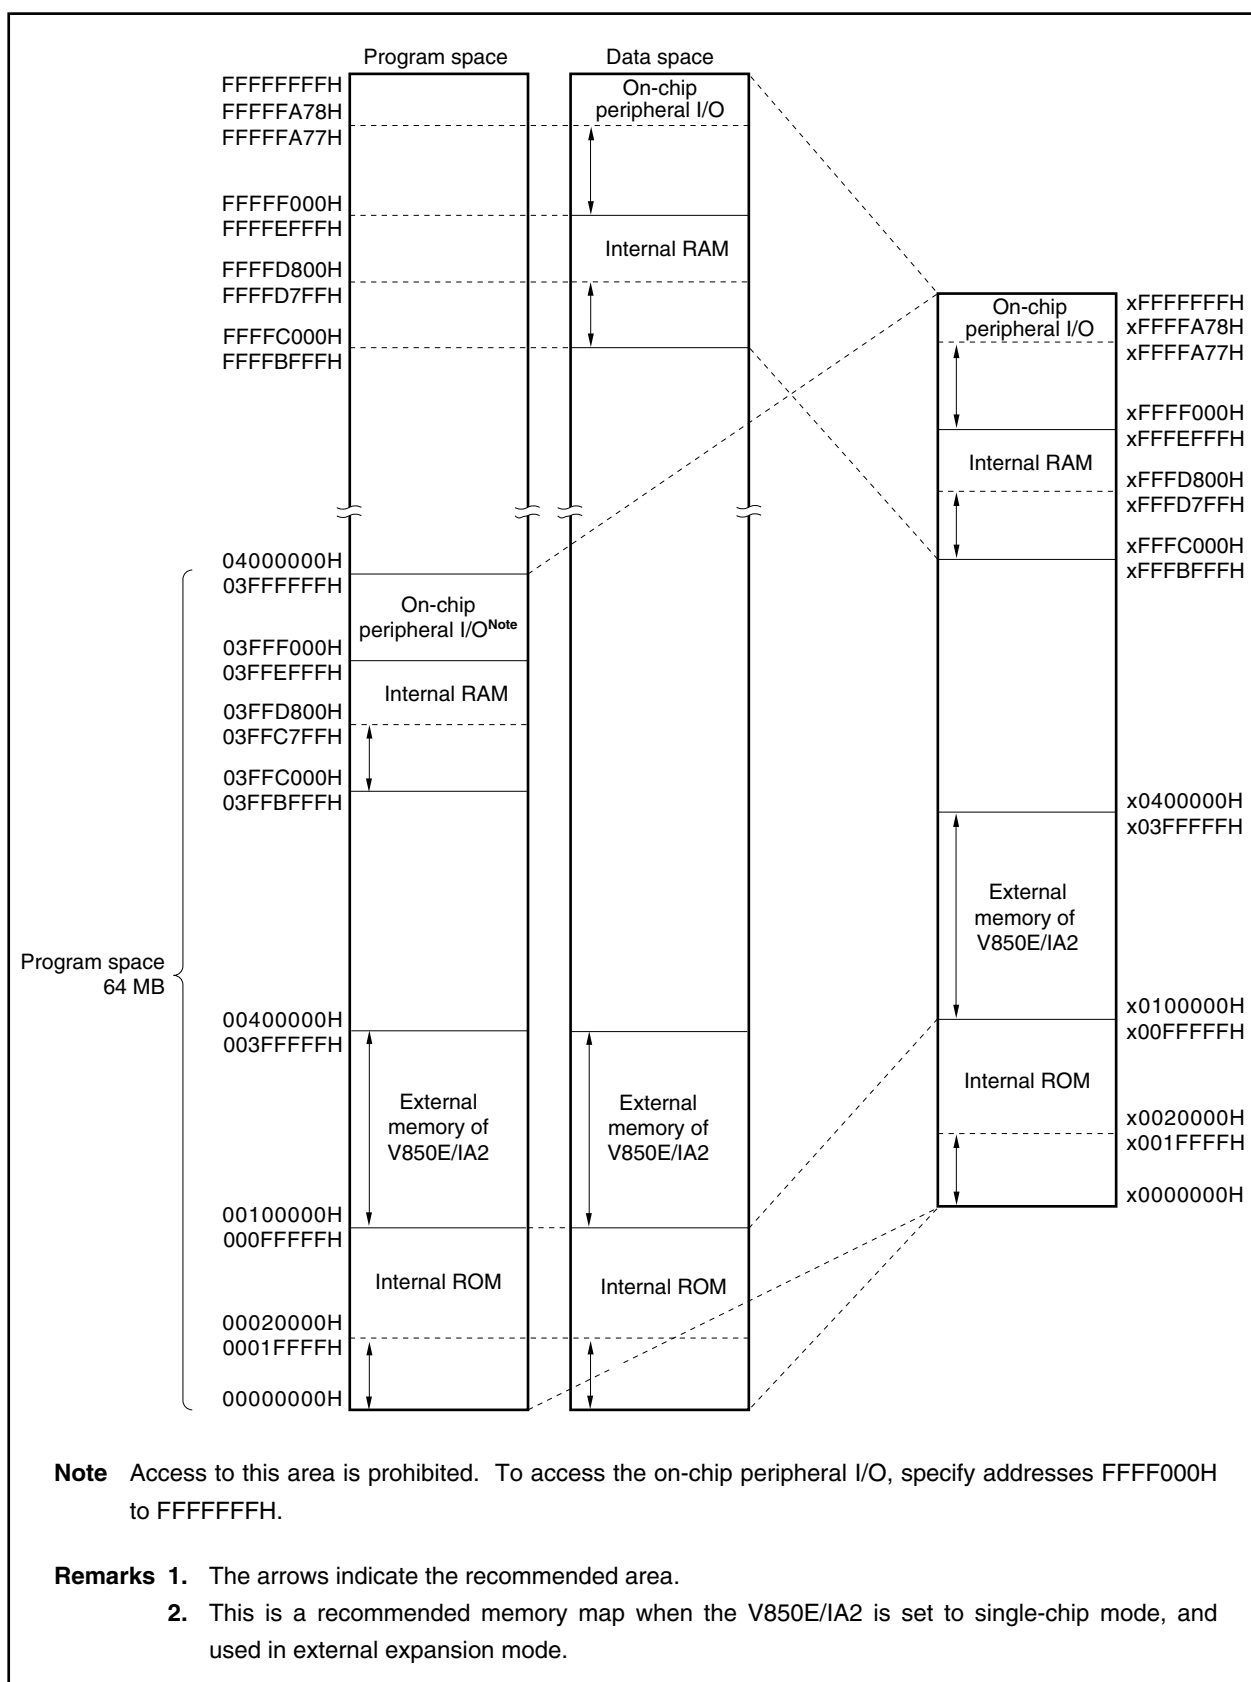 Program space
Data space
FFFFFFFFH
FFFFFA78H
FFFFFA77H
FFFFF000H
FFFFEFFFH
FFFFD800H
FFFFD7FFH
FFFFC000H
FFFFBFFFH
04000000H
03FFFFFFH
03FFF000H
03FFEFFFH
03FFD800H
03FFC7FFH
03FFC000H
03FFBFFFH
Program space
64 MB
00400000H
003FFFFFH
00100000H
000FFFFFH
00020000H
0001FFFFH
00000000H
On-chip
peripheral I/O Note
Internal RAM
External
memory of
V850E/IA2
Internal ROM
On-chip
peripheral I/O
Internal RAM
External
memory of
V850E/IA2
Internal ROM
On-chip
peripheral I/O
Internal RAM
External
memory of
V850E/IA2
Internal ROM
xFFFFFFFH
xFFFFA78H
xFFFFA77H
xFFFF000H
xFFFEFFFH
xFFFD800H
xFFFD7FFH
xFFFC000H
xFFFBFFFH
x0400000H
x03FFFFFH
x0100000H
x00FFFFFH
x0020000H
x001FFFFH
x0000000H
Note Access to this area is prohibited. To access the on-chip peripheral I/O, specify addresses FFFF000H
to FFFFFFFH.
Remarks 1. The arrows indicate the recommended area.
2. This is a recommended memory map when the V850E/IA2 is set to single-chip mode, and
used in external expansion mode.